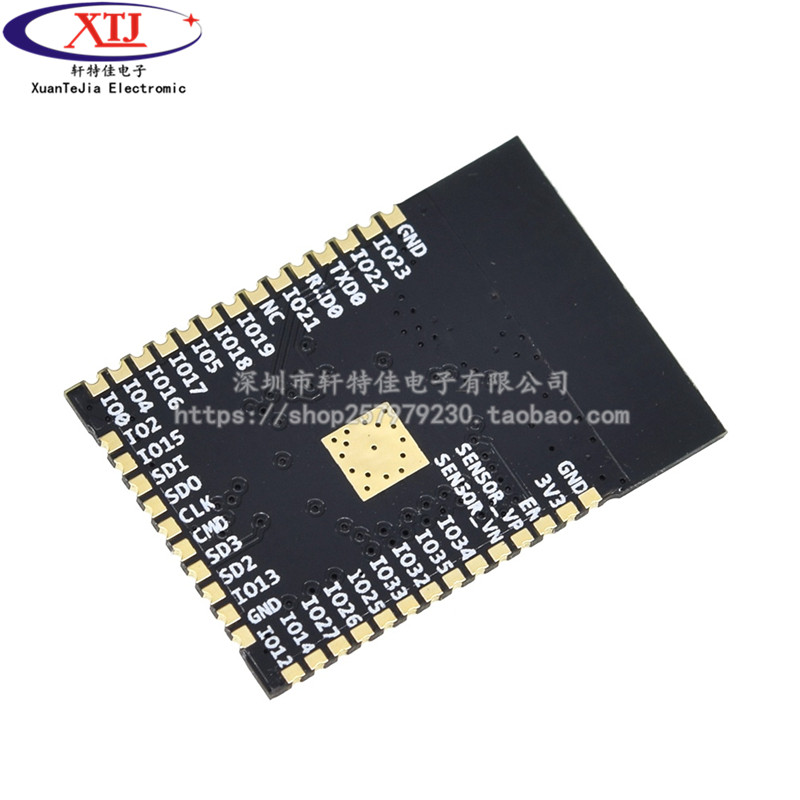 XTJ
轩特佳电子
XuanTeJia Electromic
GND
IO23
IO22
TXD0
RXD0
IO21
NC
IO19
IO18
IO5
IO17
IO16
IO4
IO0
IO2
IO15
SD1
SD0
CLK
CMD
SD3
SD2
IO13
GND
IO12
IO14
IO27
IO26
IO25
IO33
IO32
IO35
IO34
SENSOR_VN
SENSOR_VP
EN
3V3
GND
深圳市轩特佳电子有限公司
https://shop257979230.taobao.com